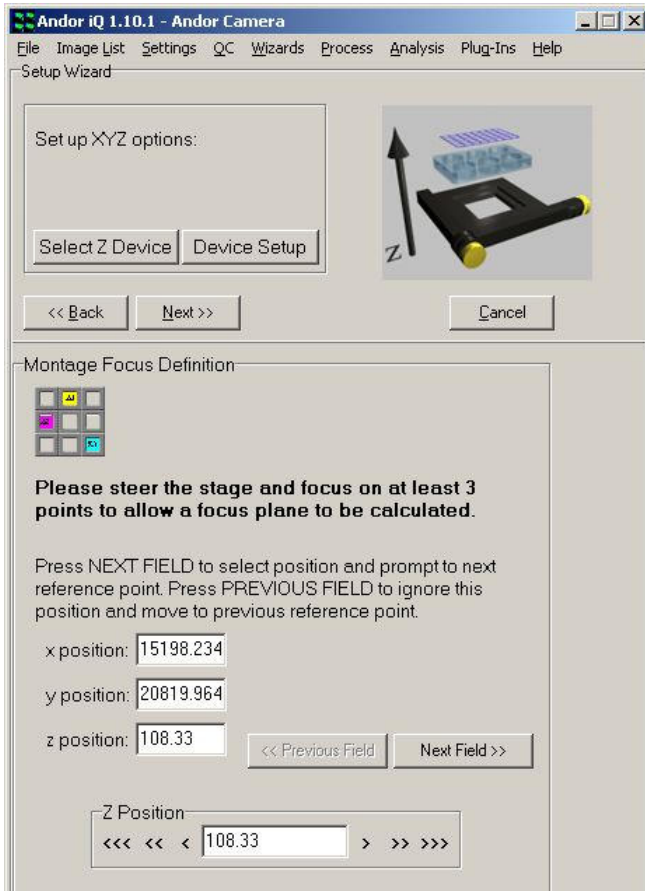 Andor iQ 1.10.1 - Andor Camera
File Image List Settings QC Wizards Process Analysis Plug-Ins Help
Setup Wizard
Set up XYZ options:
Select Z Device Device Setup
Z
<< Back Next >> Cancel
Montage Focus Definition
Please steer the stage and focus on at least 3
points to allow a focus plane to be calculated.
Press NEXT FIELD to select position and prompt to next
reference point. Press PREVIOUS FIELD to ignore this
position and move to previous reference point.
x position: 15198.234
y position: 20819.964
z position: 108.33
<< Previous Field Next Field >>
Z Position
<<< << < 108.33 > >> >>>